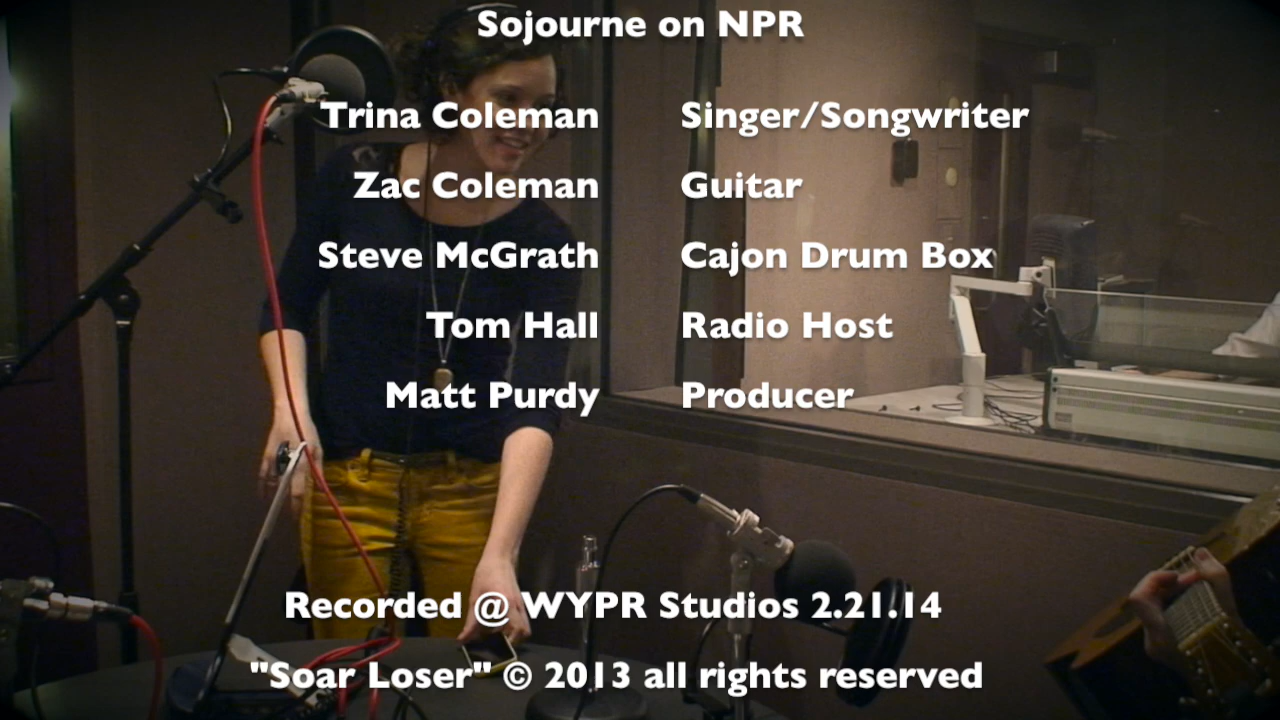 Sojourne on NPR
Trina Coleman Singer/Songwriter
Zac Coleman Guitar
Steve McGrath Cajon Drum Box
Tom Hall Radio Host
Matt Purdy Producer
Recorded @ WYPR Studios 2.21.14
"Soar Loser" © 2013 all rights reserved